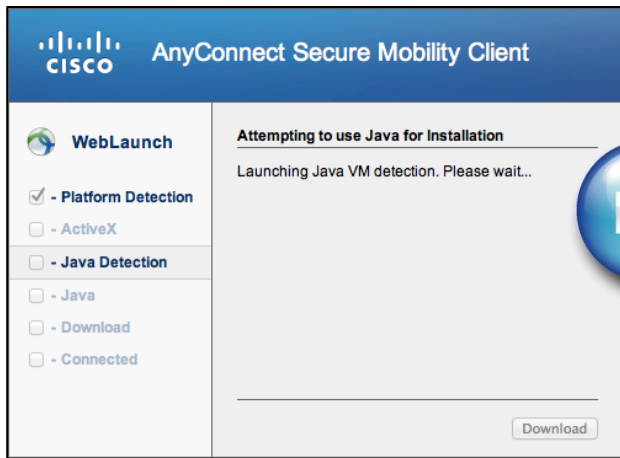 CISCO
AnyConnect Secure Mobility Client
WebLaunch
- Platform Detection
- ActiveX
- Java Detection
- Java
- Download
- Connected
Attempting to use Java for Installation
Launching Java VM detection. Please wait...
Download